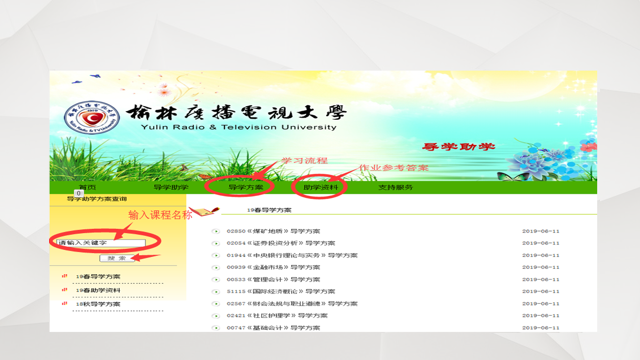 榆林广播电视大学
Yulin Radio & Television University
导学助学
学习流程
作业参考答案
首页 导学助学 导学方案 助学资料 支持服务
0
导学助学方案查询
输入课程名称
请输入关键字
搜索
19春导学方案
19春助学资料
18秋导学方案
19春导学方案
02850《煤矿地质》导学方案 2019-06-11
02054《证券投资分析》导学方案 2019-06-11
01944《中央银行理论与实务》导学方案 2019-06-11
00939《金融市场》导学方案 2019-06-11
00533《管理会计》导学方案 2019-06-11
51115《国际经济概论》导学方案 2019-06-11
02567《财会法规与职业道德》导学方案 2019-06-11
02421《社区护理学》导学方案 2019-06-11
00747《基础会计》导学方案 2019-06-11